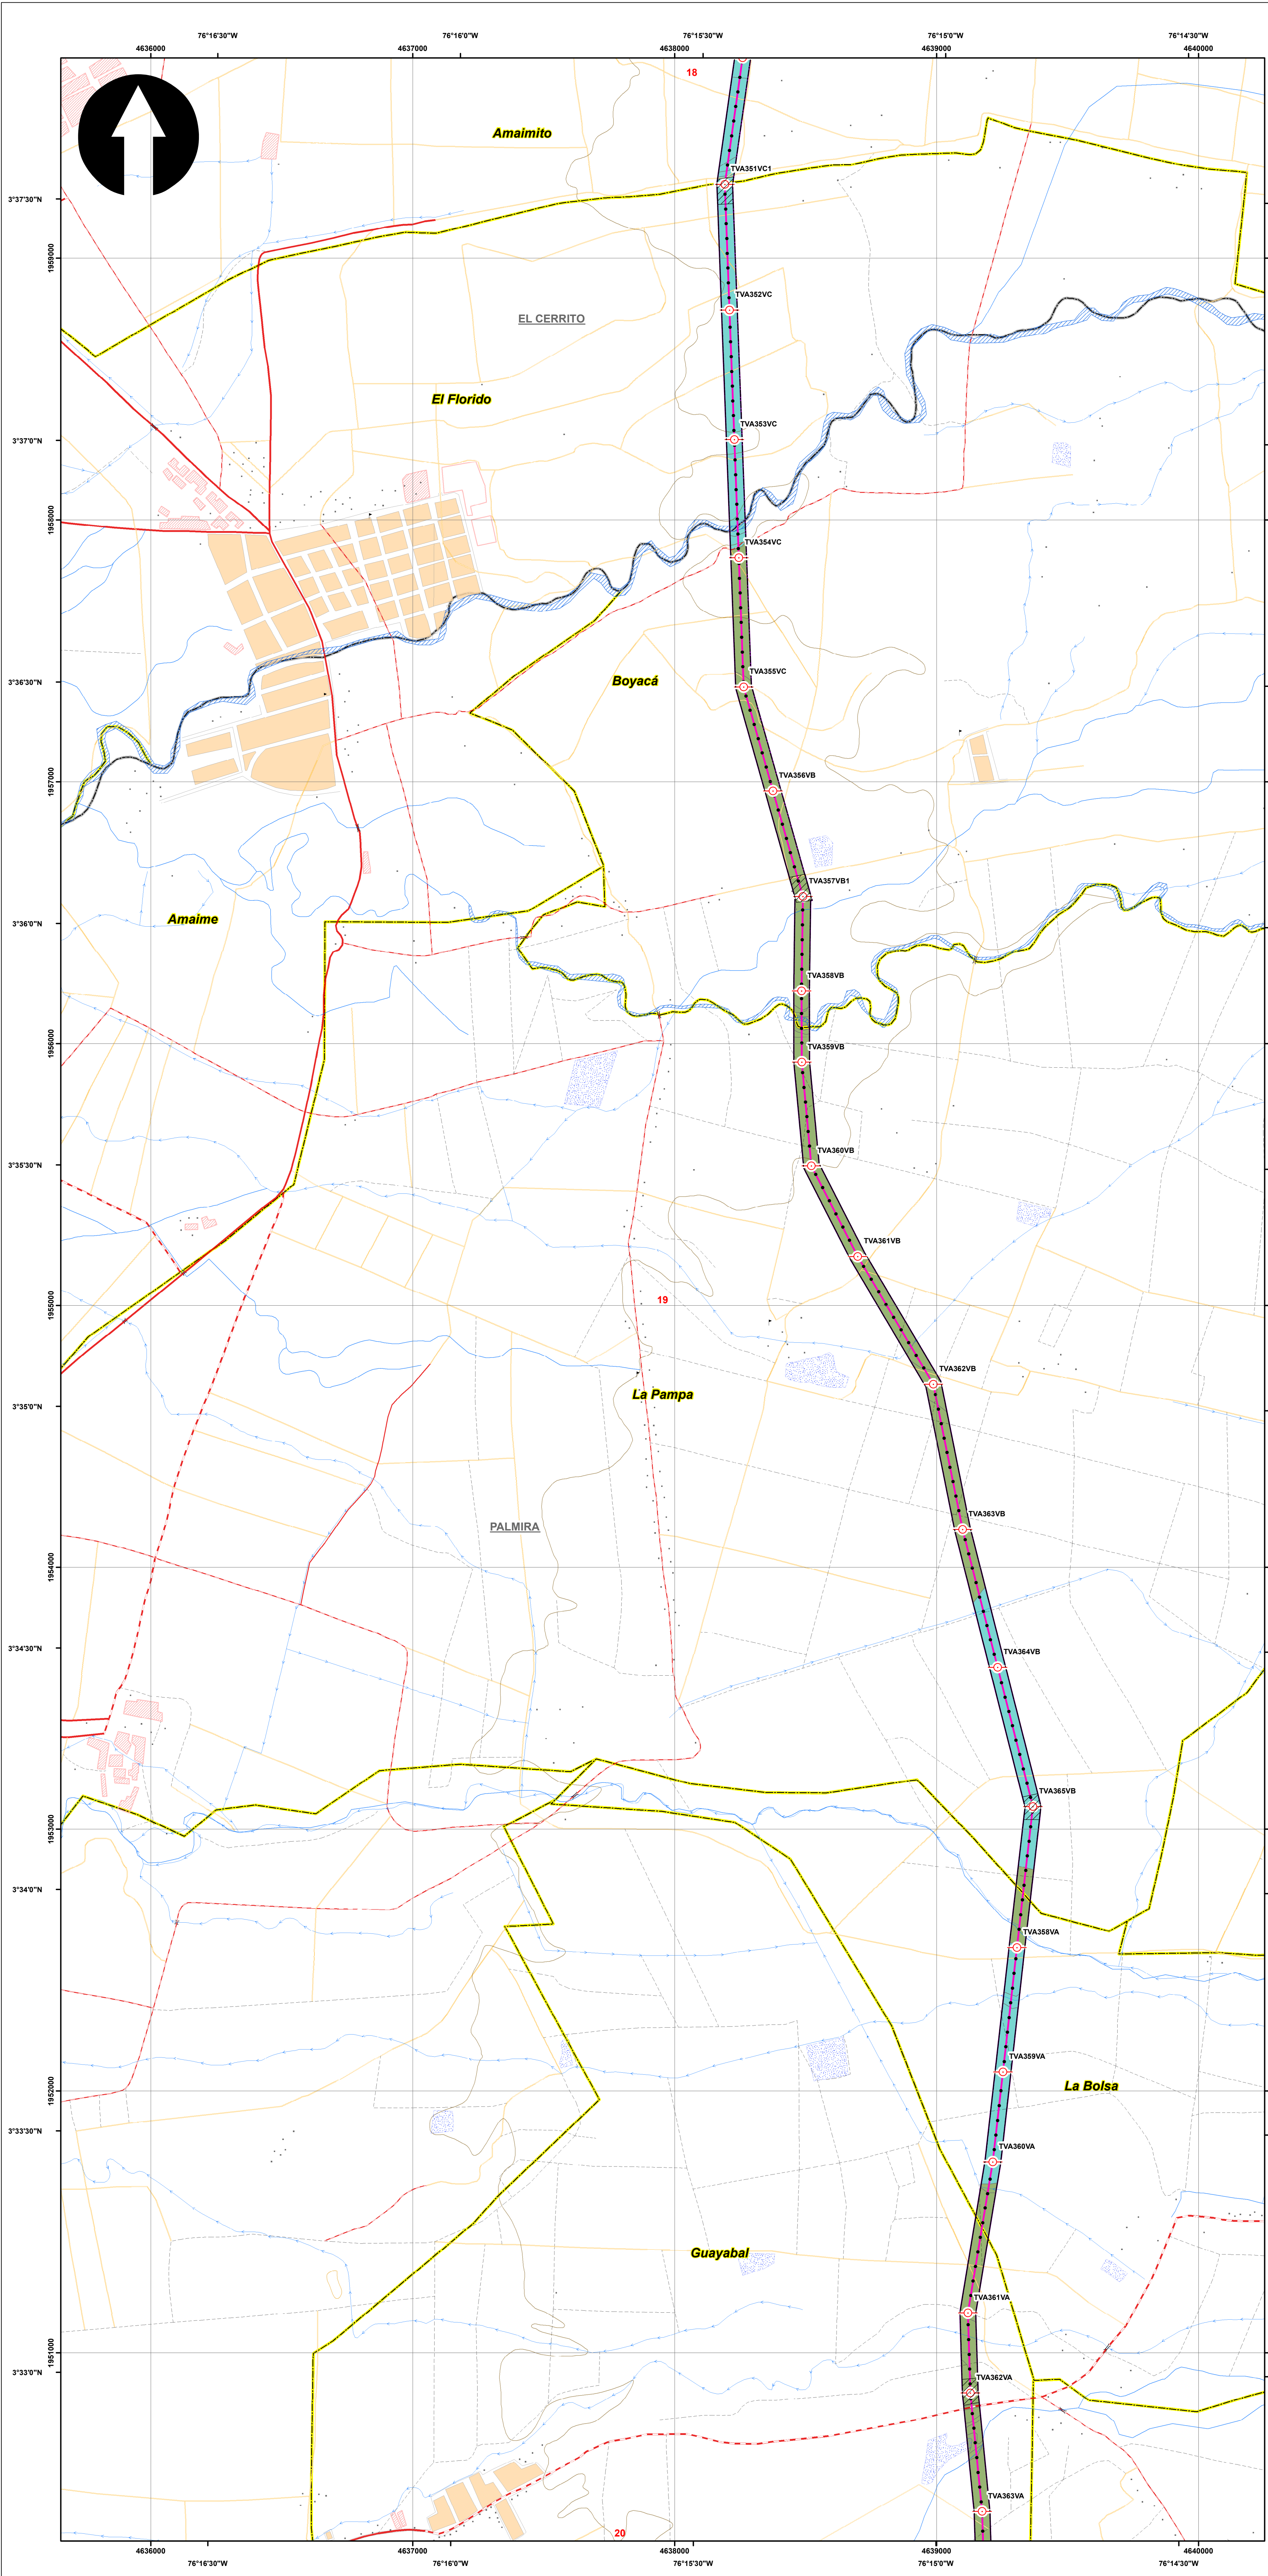 76°16'30"W 76°16'0"W 76°15'30"W 76°15'0"W 76°14'30"W
4636000 4637000 4638000 4639000 4640000
18
Amaimito
TVA351VC1
3°37'30"N
1959000
TVA352VC
EL CERRITO
El Florido
TVA353VC
3°37'0"N
1958000
TVA354VC
TVA355VC
Boyacá
3°36'30"N
TVA356VB
1957000
TVA357VB1
Amaime
3°36'0"N
TVA358VB
1956000
TVA359VB
TVA360VB
3°35'30"N
TVA361VB
19
1955000
TVA362VB
La Pampa
3°35'0"N
TVA363VB
PALMIRA
1954000
TVA364VB
3°34'30"N
TVA365VB
1953000
3°34'0"N
TVA358VA
TVA359VA
La Bolsa
1952000
3°33'30"N
TVA360VA
Guayabal
TVA361VA
1951000
3°33'0"N
TVA362VA
TVA363VA
20
4636000 4637000 4638000 4639000 4640000
76°16'30"W 76°16'0"W 76°15'30"W 76°15'0"W 76°14'30"W